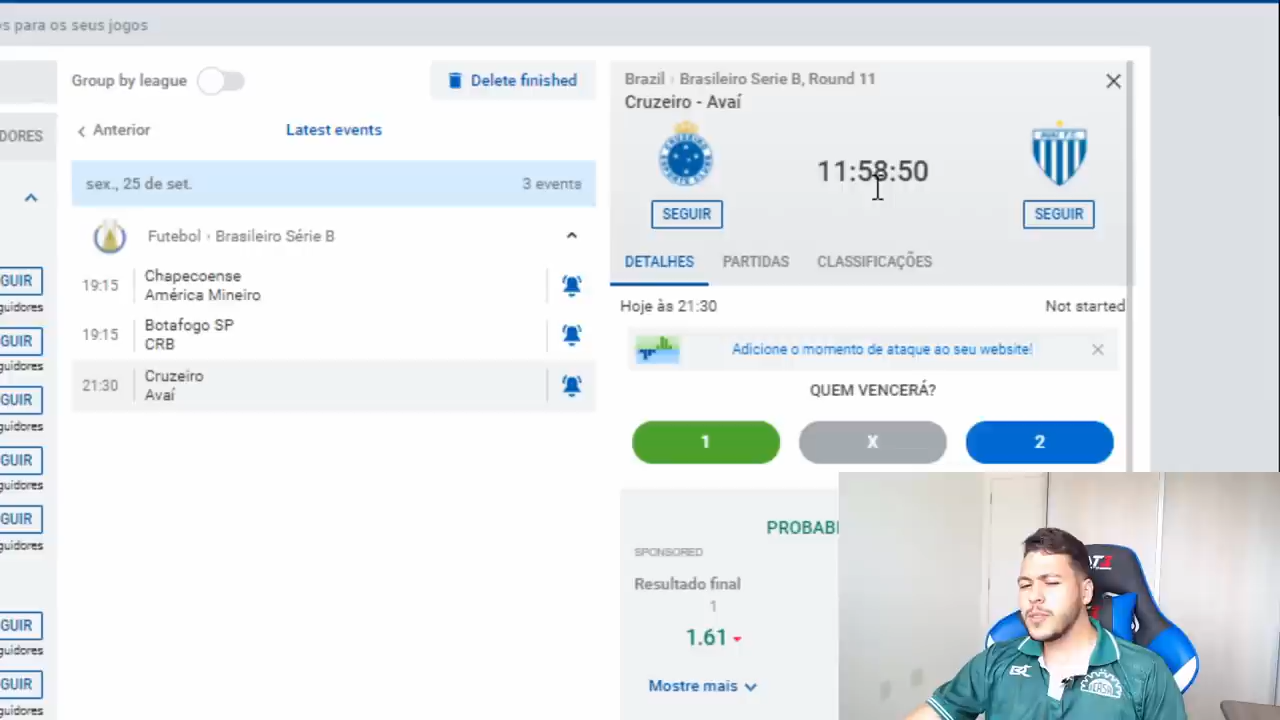 s para os seus jogos
Group by league
Delete finished
Anterior
Latest events
DORES
sex., 25 de set.
3 events
Futebol
Brasileiro Série B
19:15
Chapecoense
América Mineiro
19:15
Botafogo SP
CRB
21:30
Cruzeiro
Avaí
GUIR
guidores
GUIR
guidores
GUIR
guidores
GUIR
guidores
GUIR
guidores
GUIR
guidores
GUIR
guidores
Brazil
Brasileiro Serie B, Round 11
Cruzeiro - Avaí
11:58:50
SEGUIR
SEGUIR
DETALHES
PARTIDAS
CLASSIFICAÇÕES
Hoje às 21:30
Not started
Adicione o momento de ataque ao seu website!
QUEM VENCERÁ?
1
X
2
PROBABI
SPONSORED
Resultado final
1
1.61
Mostre mais